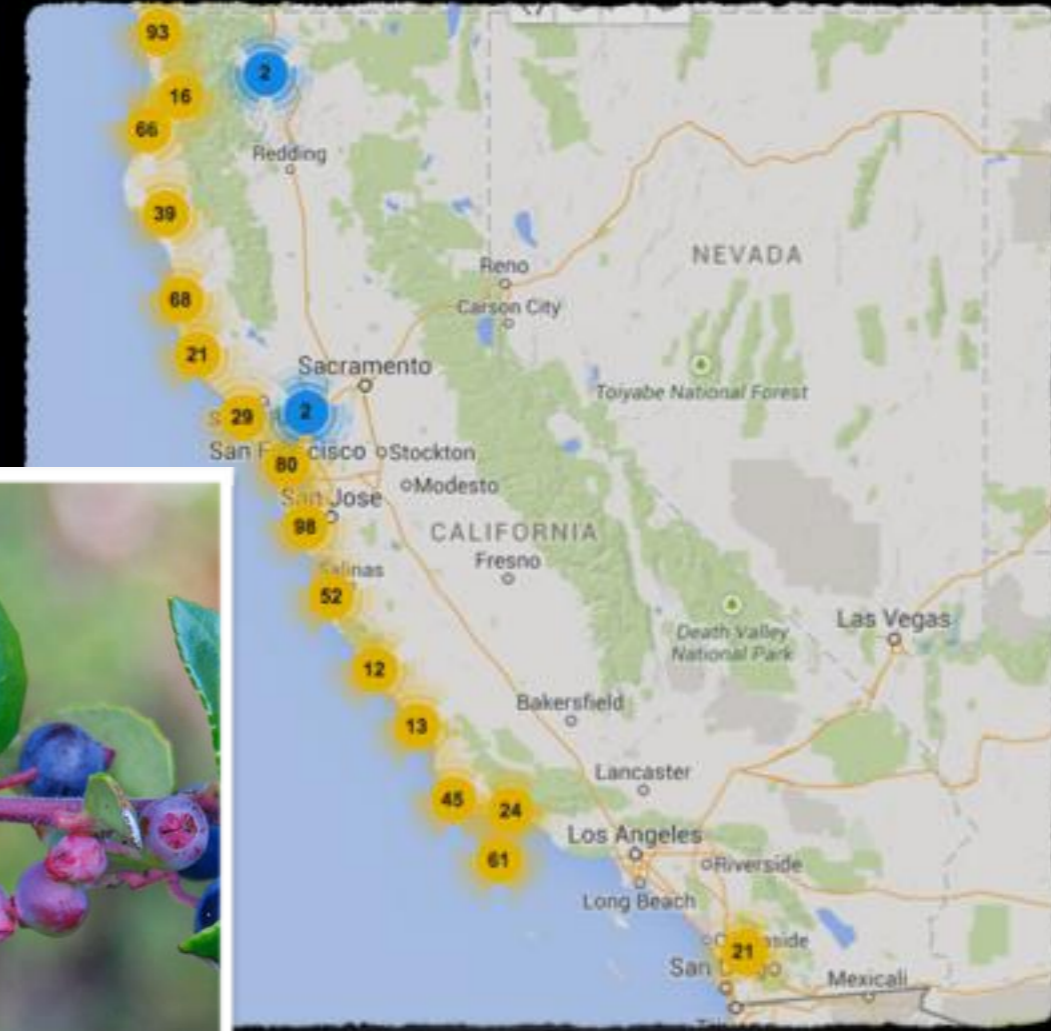 93
2
16
66
Redding
39
NEVADA
Reno
68
Carson City
21
Sacramento
Toiyabe National Forest
29
2
San Francisco
Stockton
80
San Jose
Modesto
98
CALIFORNIA
Fresno
Salinas
52
Las Vegas
Death Valley
National Park
12
Bakersfield
13
Lancaster
45
24
Los Angeles
61
Riverside
Long Beach
21
San Diego
Mexicali